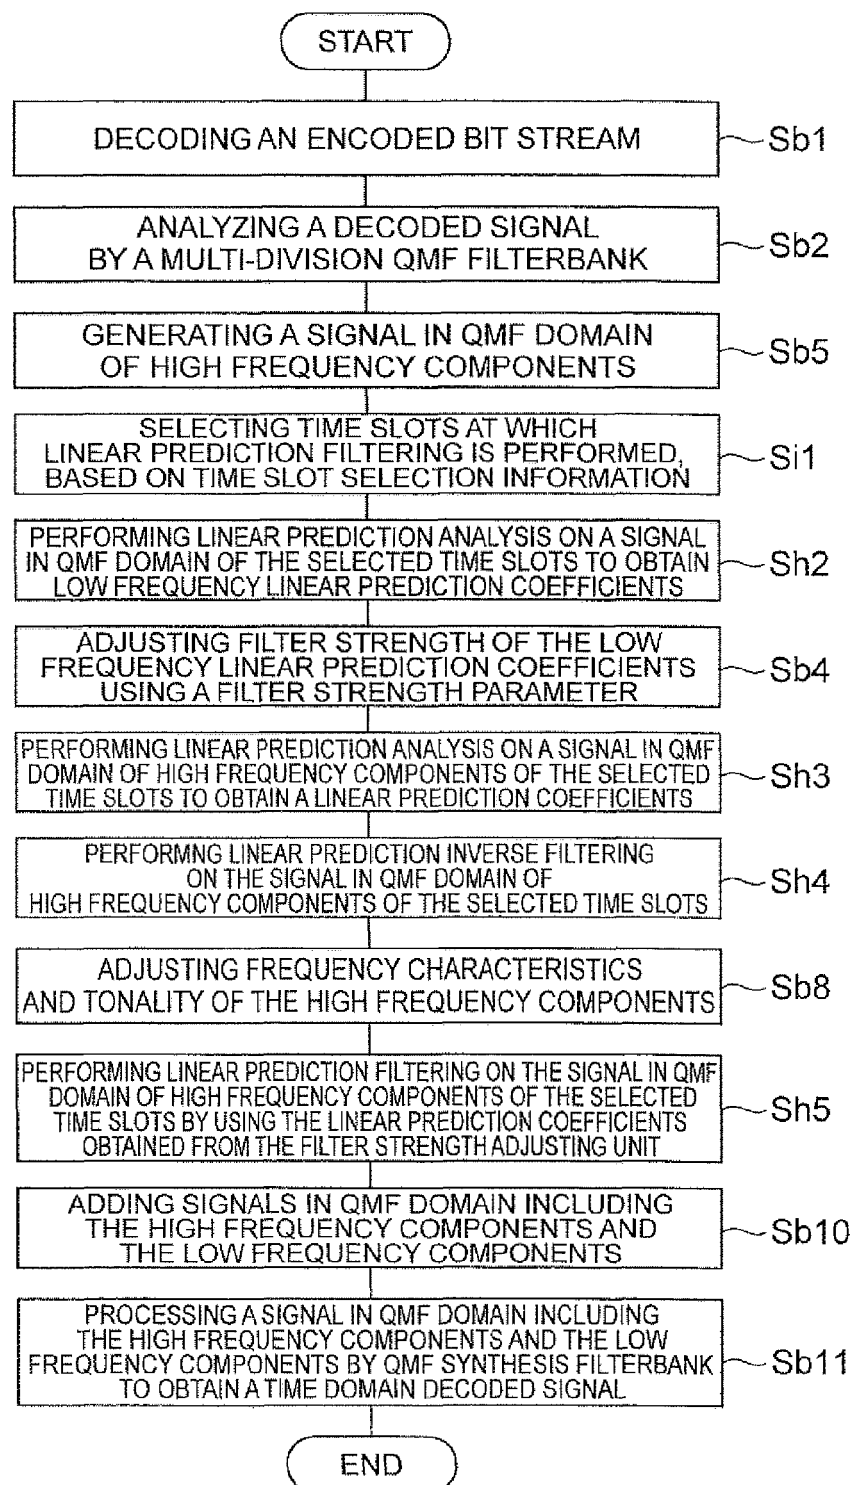 START
DECODING AN ENCODED BIT STREAM
Sb1
ANALYZING A DECODED SIGNAL
BY A MULTI-DIVISION QMF FILTERBANK
Sb2
GENERATING A SIGNAL IN QMF DOMAIN
OF HIGH FREQUENCY COMPONENTS
Sb5
SELECTING TIME SLOTS AT WHICH
LINEAR PREDICTION FILTERING IS PERFORMED,
BASED ON TIME SLOT SELECTION INFORMATION
Si1
PERFORMING LINEAR PREDICTION ANALYSIS ON A SIGNAL
IN QMF DOMAIN OF THE SELECTED TIME SLOTS TO OBTAIN
LOW FREQUENCY LINEAR PREDICTION COEFFICIENTS
Sh2
ADJUSTING FILTER STRENGTH OF THE LOW
FREQUENCY LINEAR PREDICTION COEFFICIENTS
USING A FILTER STRENGTH PARAMETER
Sb4
PERFORMING LINEAR PREDICTION ANALYSIS ON A SIGNAL IN QMF
DOMAIN OF HIGH FREQUENCY COMPONENTS OF THE SELECTED
TIME SLOTS TO OBTAIN A LINEAR PREDICTION COEFFICIENTS
Sh3
PERFORMNG LINEAR PREDICTION INVERSE FILTERING
ON THE SIGNAL IN QMF DOMAIN OF
HIGH FREQUENCY COMPONENTS OF THE SELECTED TIME SLOTS
Sh4
ADJUSTING FREQUENCY CHARACTERISTICS
AND TONALITY OF THE HIGH FREQUENCY COMPONENTS
Sb8
PERFORMING LINEAR PREDICTION FILTERING ON THE SIGNAL IN QMF
DOMAIN OF HIGH FREQUENCY COMPONENTS OF THE SELECTED
TIME SLOTS BY USING THE LINEAR PREDICTION COEFFICIENTS
OBTAINED FROM THE FILTER STRENGTH ADJUSTING UNIT
Sh5
ADDING SIGNALS IN QMF DOMAIN INCLUDING
THE HIGH FREQUENCY COMPONENTS AND
THE LOW FREQUENCY COMPONENTS
Sb10
PROCESSING A SIGNAL IN QMF DOMAIN INCLUDING
THE HIGH FREQUENCY COMPONENTS AND THE LOW
FREQUENCY COMPONENTS BY QMF SYNTHESIS FILTERBANK
TO OBTAIN A TIME DOMAIN DECODED SIGNAL
Sb11
END